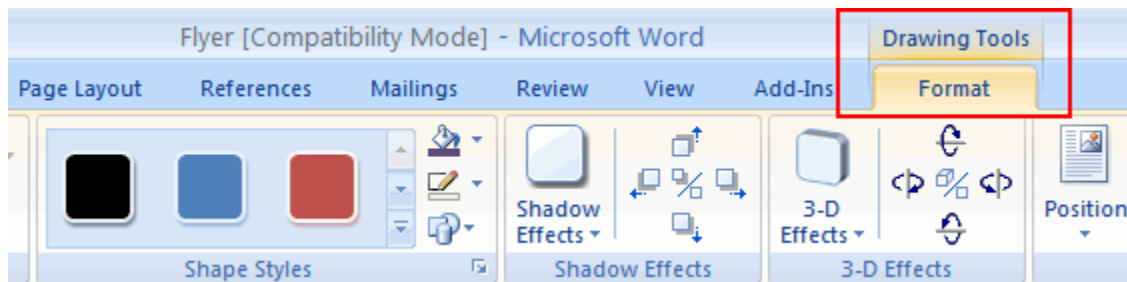 Flyer [Compatibility Mode] - Microsoft Word
Drawing Tools
Page Layout References Mailings Review View Add-Ins Format
Shadow Effects
3-D Effects
Position
Shape Styles Shadow Effects 3-D Effects